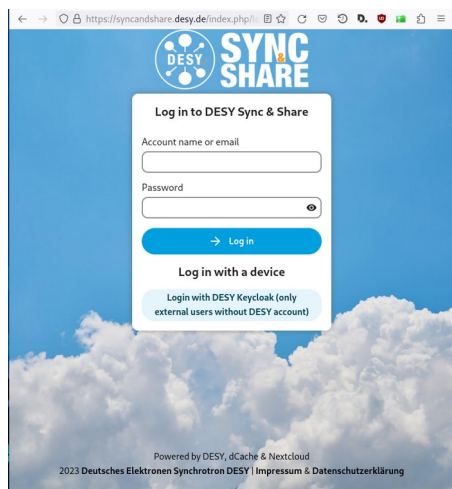 https://syncandshare.desy.de/index.php/l
D.
DESY
SYNC
&
SHARE
Log in to DESY Sync & Share
Account name or email
Password
Log in
Log in with a device
Login with DESY Keycloak (only
external users without DESY account)
Powered by DESY, dCache & Nextcloud
2023 Deutsches Elektronen Synchrotron DESY | Impressum & Datenschutzerklärung